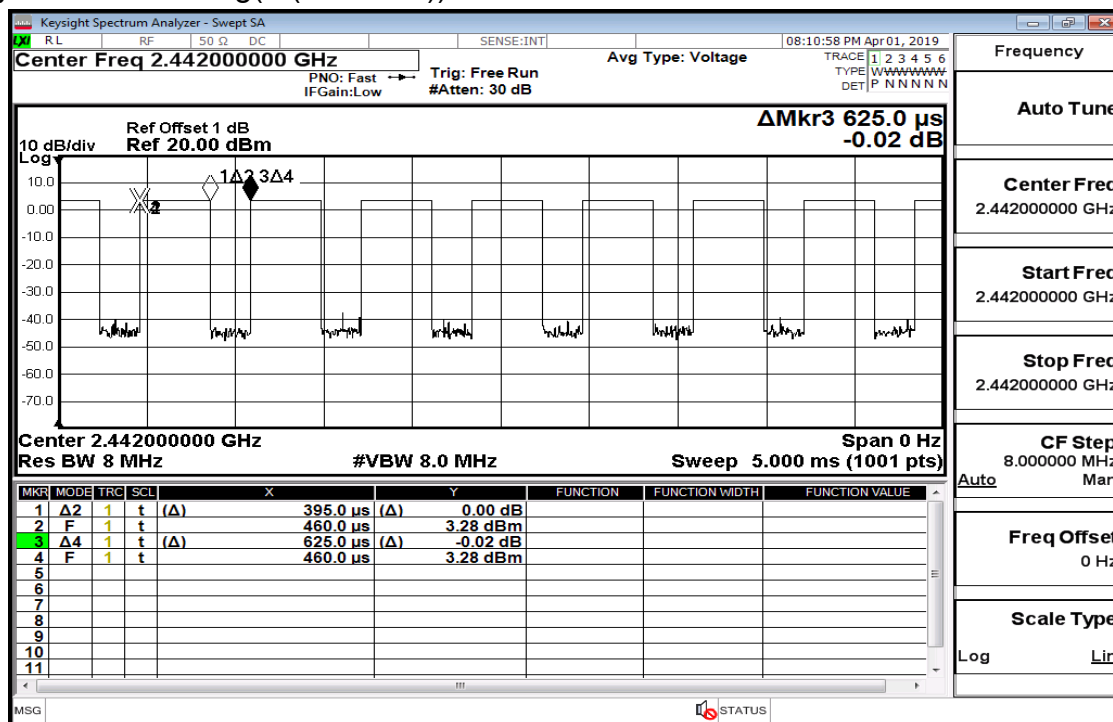 Keysight Spectrum Analyzer - Swept SA
LXI RL RF 50 Ω DC SENSE:INT 08:10:58 PM Apr 01, 2019
Center Freq 2.442000000 GHz
Avg Type: Voltage
TRACE 1 2 3 4 5 6
TYPE WWWWWWW
DET P N N N N N
PNO: Fast
IFGain:Low
Trig: Free Run
#Atten: 30 dB
ΔMkr3 625.0 µs
-0.02 dB
Ref Offset 1 dB
10 dB/div Ref 20.00 dBm
Log
10.0
0.00
-10.0
-20.0
-30.0
-40.0
-50.0
-60.0
-70.0
3Δ4
Center 2.442000000 GHz Span 0 Hz
Res BW 8 MHz #VBW 8.0 MHz Sweep 5.000 ms (1001 pts)
MKR MODE TRC SCL X Y FUNCTION FUNCTION WIDTH FUNCTION VALUE
1 Δ2 1 t (Δ) 395.0 µs (Δ) 0.00 dB
2 F 1 t 460.0 µs 3.28 dBm
3 Δ4 1 t (Δ) 625.0 µs (Δ) -0.02 dB
4 F 1 t 460.0 µs 3.28 dBm
5
6
7
8
9
10
11
MSG STATUS
Frequency
Auto Tune
Center Freq
2.442000000 GHz
Start Freq
2.442000000 GHz
Stop Freq
2.442000000 GHz
CF Step
8.000000 MHz
Auto Man
Freq Offset
0 Hz
Scale Type
Log Lin